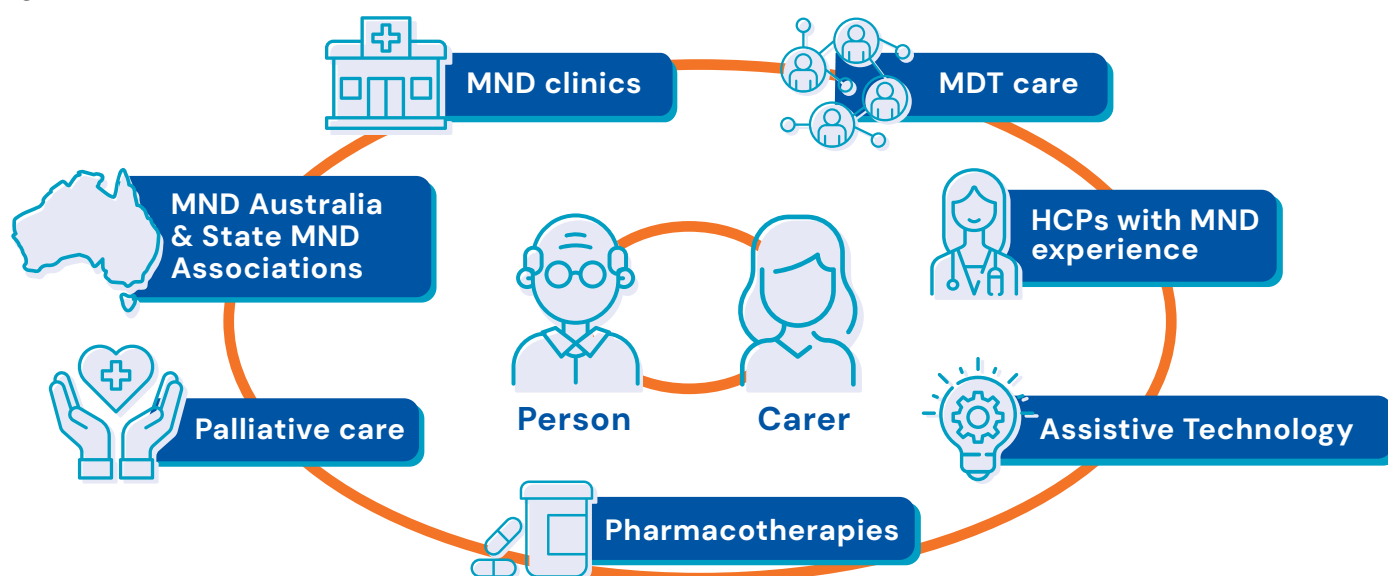 MND clinics
MDT care
MND Australia
& State MND
Associations
HCPs with MND
experience
Person
Carer
Palliative care
Assistive Technology
Pharmacotherapies